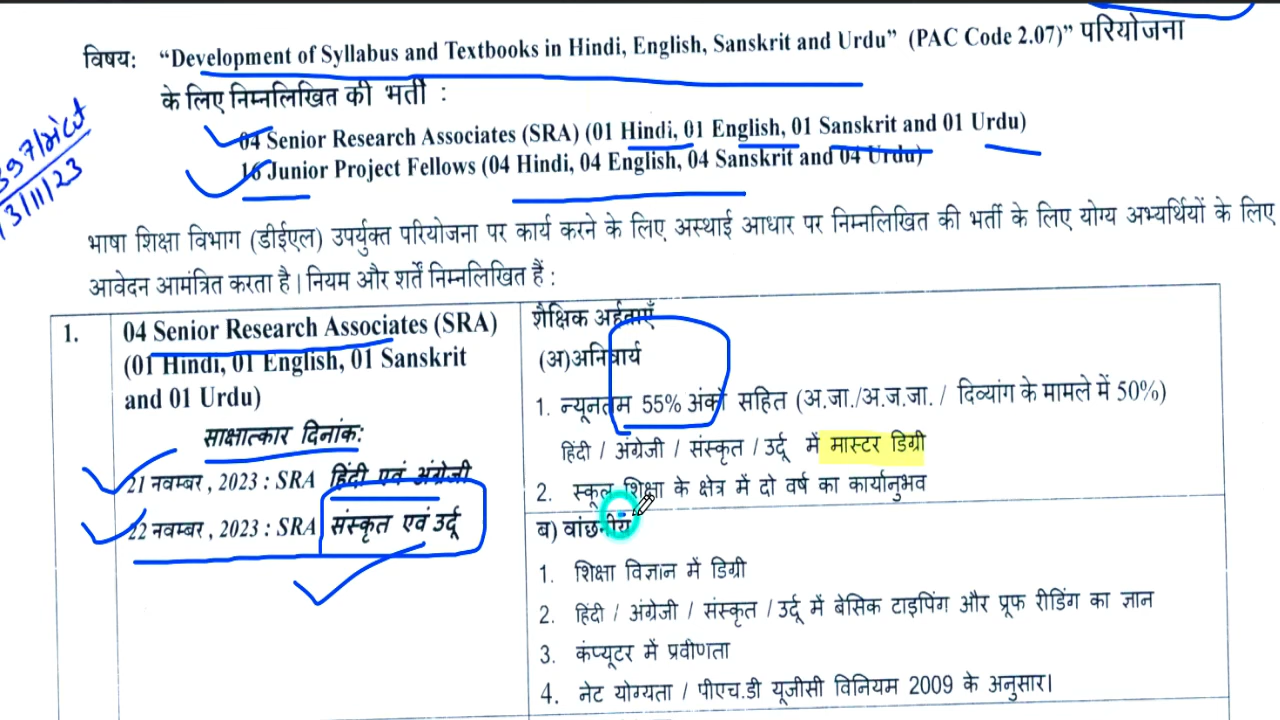 विषय: “Development of Syllabus and Textbooks in Hindi, English, Sanskrit and Urdu” (PAC Code 2.07)” परियोजना
के लिए निम्नलिखित की भर्ती :
04 Senior Research Associates (SRA) (01 Hindi, 01 English, 01 Sanskrit and 01 Urdu)
16 Junior Project Fellows (04 Hindi, 04 English, 04 Sanskrit and 04 Urdu)
397/
3/11/23
भाषा शिक्षा विभाग (डीईएल) उपर्युक्त परियोजना पर कार्य करने के लिए अस्थाई आधार पर निम्नलिखित की भर्ती के लिए योग्य अभ्यर्थियों के लिए
आवेदन आमंत्रित करता है। नियम और शर्तें निम्नलिखित हैं :
1.
04 Senior Research Associates (SRA)
(01 Hindi, 01 English, 01 Sanskrit
and 01 Urdu)
साक्षात्कार दिनांक:
21 नवम्बर, 2023 : SRA हिंदी एवं अंग्रेजी
22 नवम्बर, 2023 : SRA संस्कृत एवं उर्दू
शैक्षिक अर्हताएँ
(अ)अनिवार्य
1. न्यूनतम 55% अंकों सहित (अ.जा./अ.ज.जा. / दिव्यांग के मामले में 50%)
हिंदी / अंग्रेजी / संस्कृत / उर्दू में मास्टर डिग्री
2. स्कूल शिक्षा के क्षेत्र में दो वर्ष का कार्यानुभव
ब) वांछनीय
1. शिक्षा विज्ञान में डिग्री
2. हिंदी / अंग्रेजी / संस्कृत / उर्दू में बेसिक टाइपिंग और प्रूफ रीडिंग का ज्ञान
3. कंप्यूटर में प्रवीणता
4. नेट योग्यता / पीएच.डी यूजीसी विनियम 2009 के अनुसार।